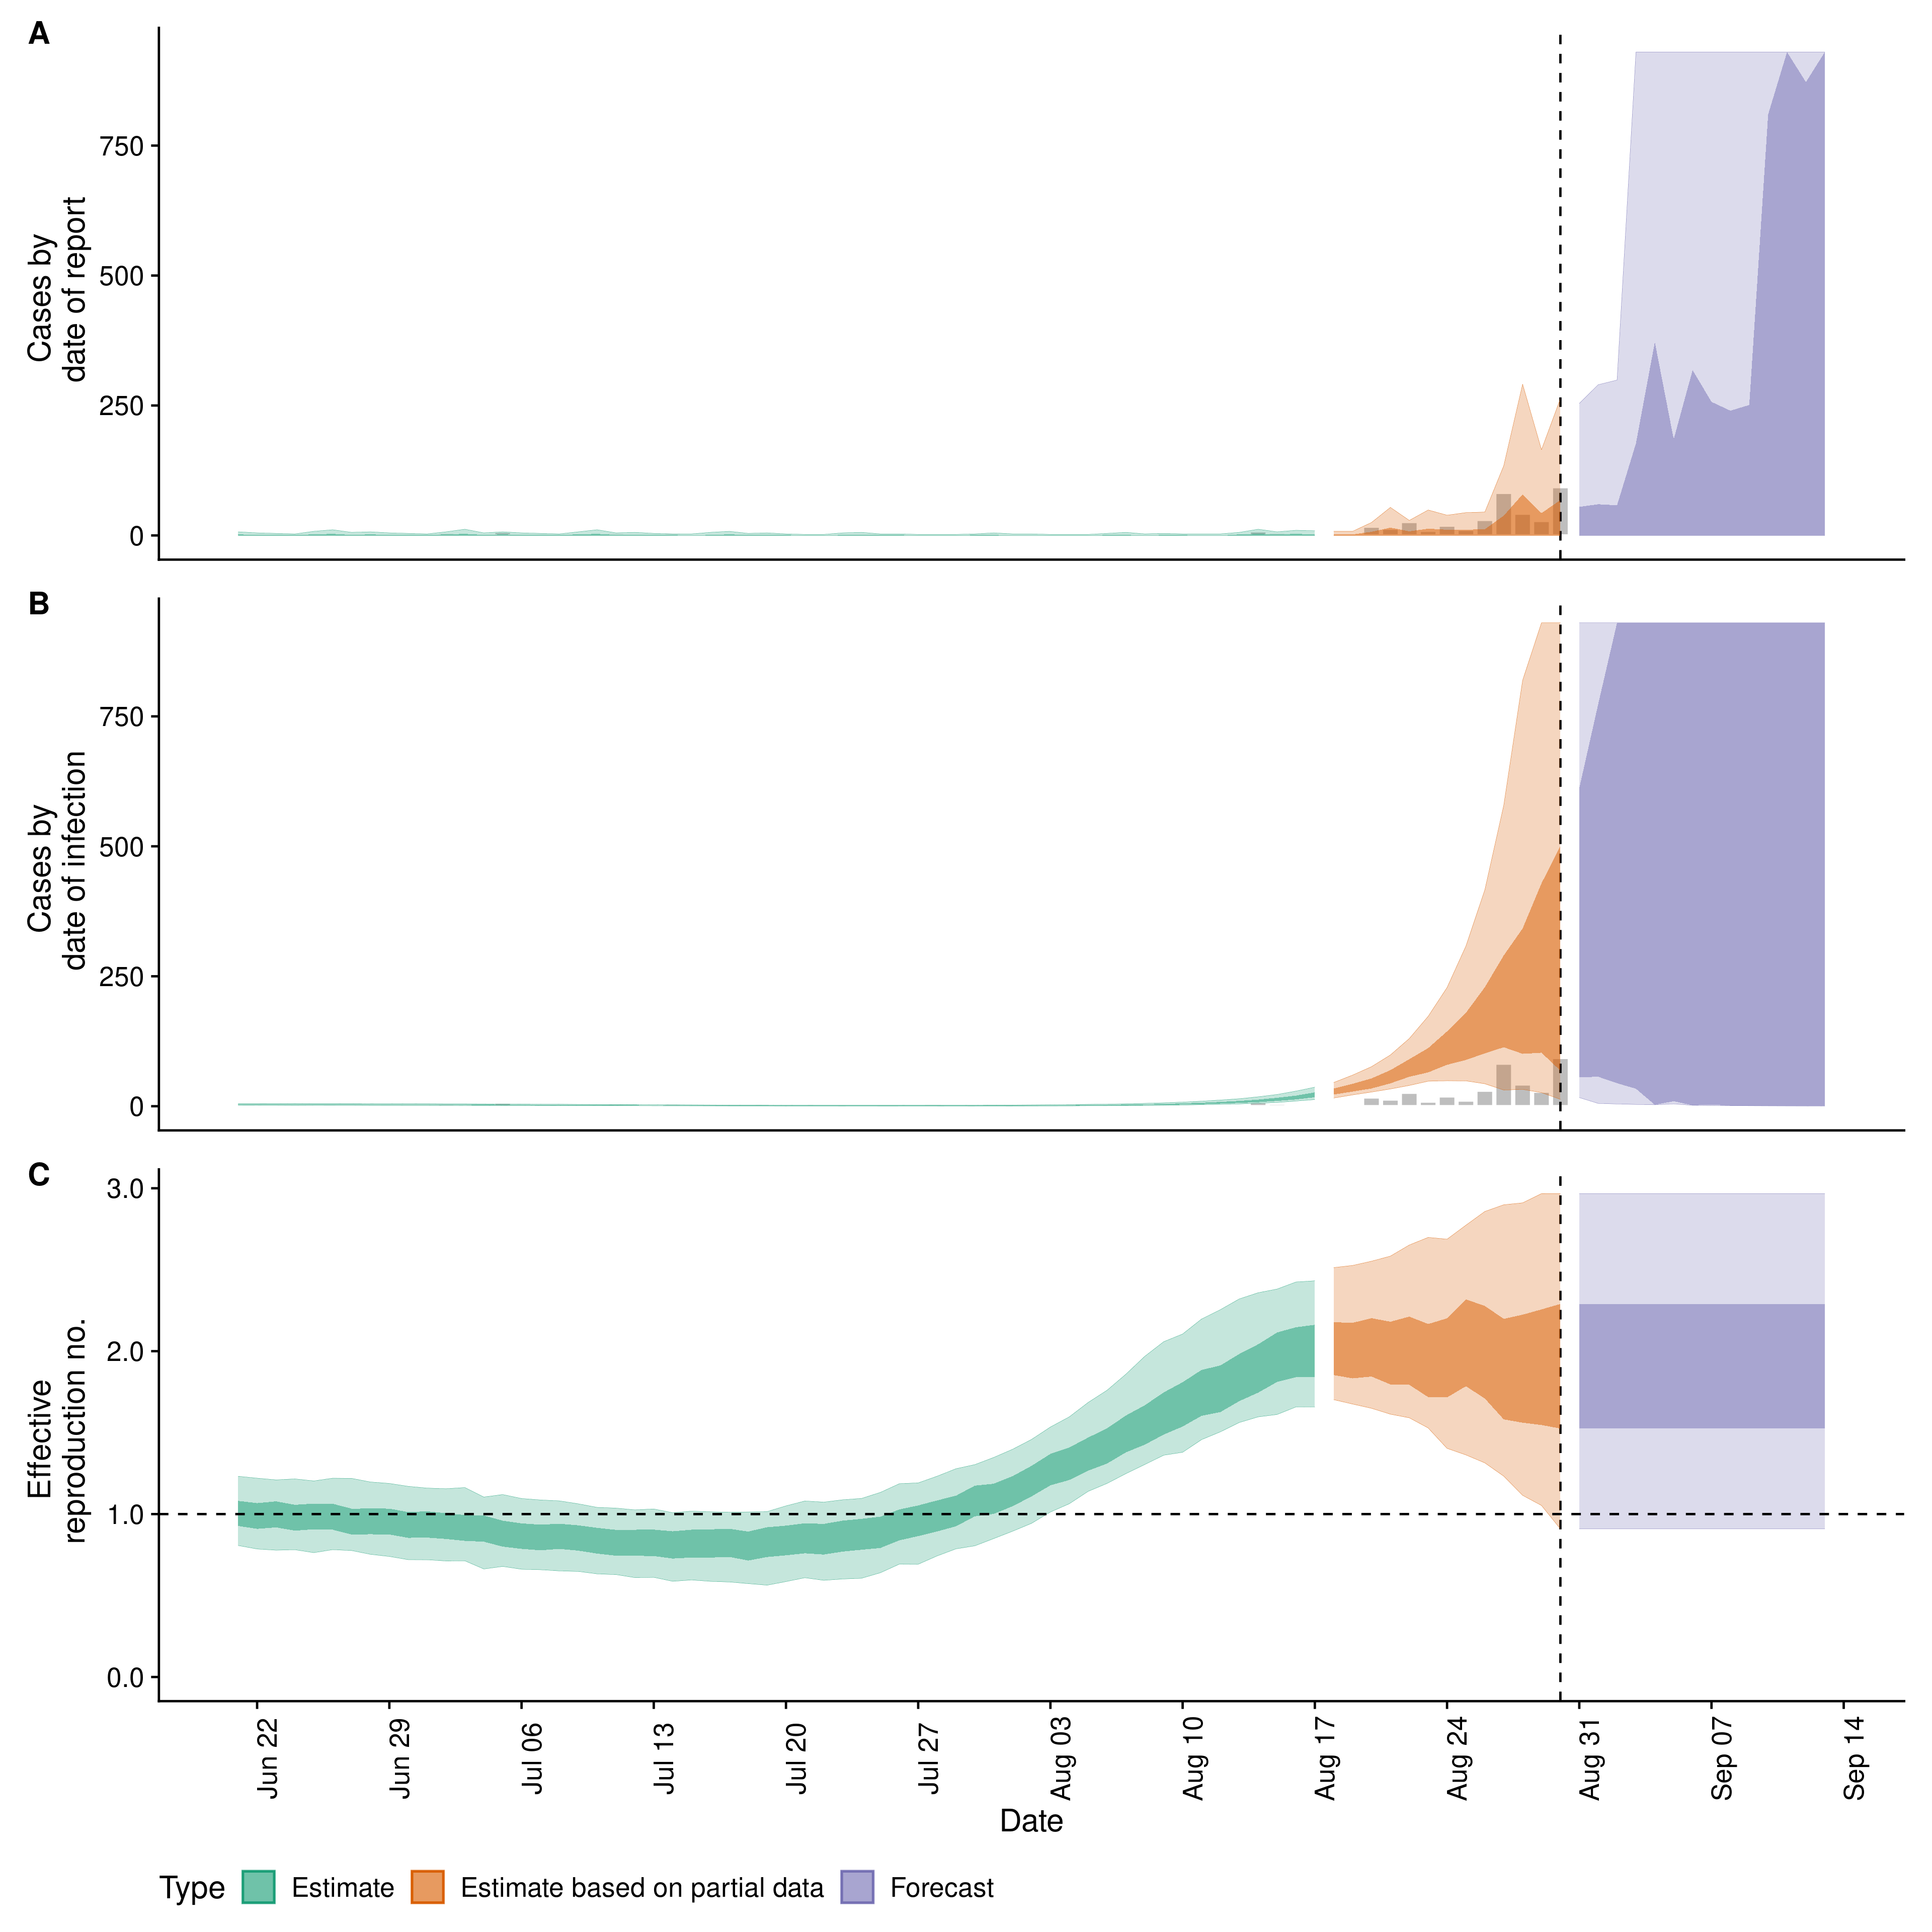 A
Cases by
date of report
750
500
250
0
B
Cases by
date of infection
750
500
250
0
C
Effective
reproduction no.
3.0
2.0
1.0
0.0
Jun 22
Jun 29
Jul 06
Jul 13
Jul 20
Jul 27
Aug 03
Aug 10
Aug 17
Aug 24
Aug 31
Sep 07
Sep 14
Date
Type Estimate Estimate based on partial data Forecast